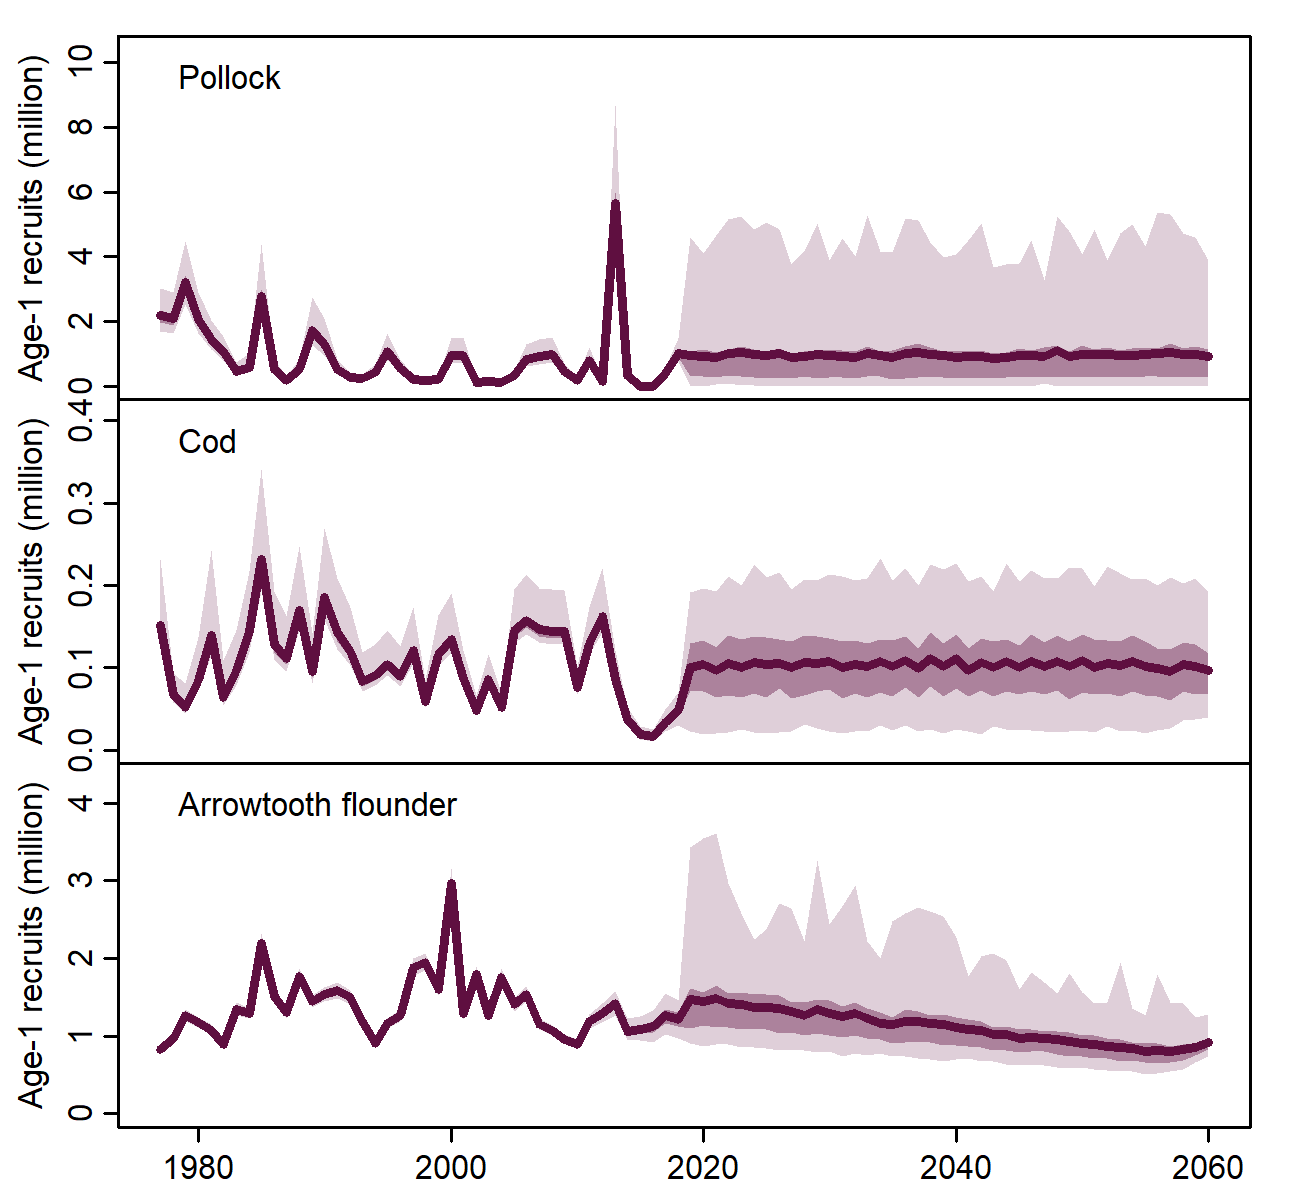 Pollock
Age-1 recruits (million)
10
8
6
4
2
0
Cod
Age-1 recruits (million)
0.4
0.3
0.2
0.1
0.0
Arrowtooth flounder
Age-1 recruits (million)
4
3
2
1
0
1980 2000 2020 2040 2060